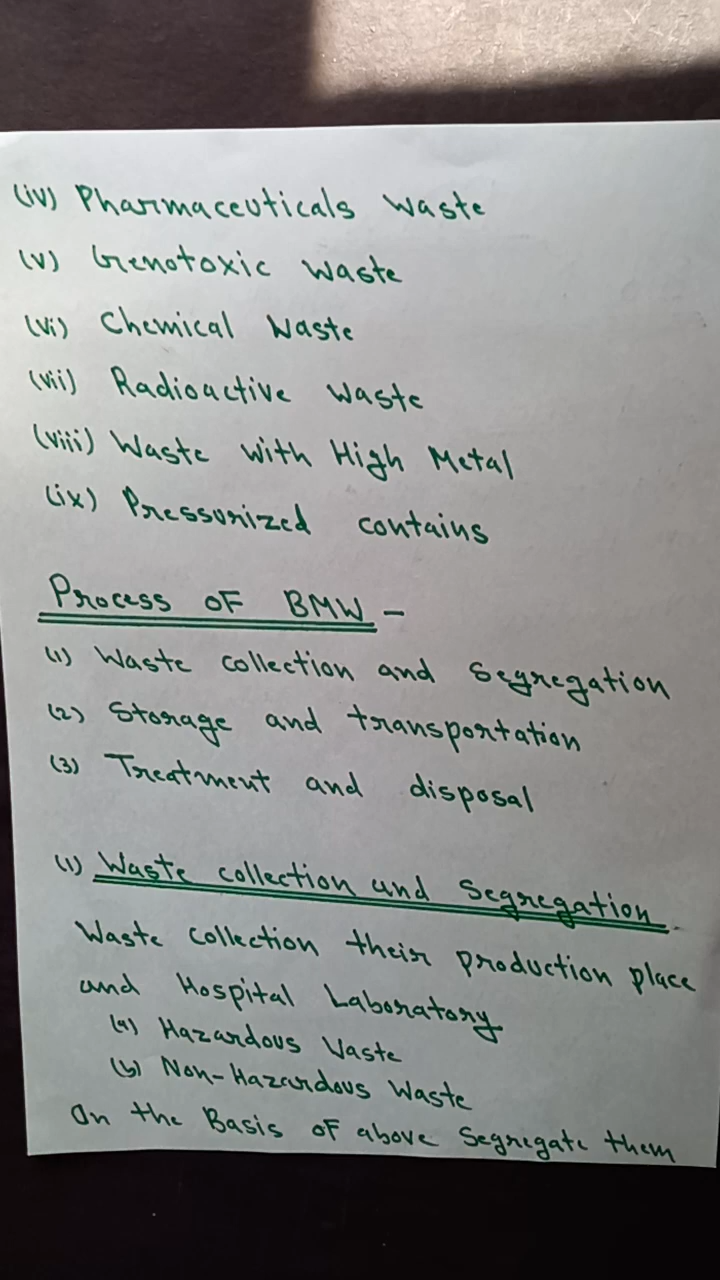 (iv) Pharmaceuticals Waste
(v) Genotoxic Waste
(vi) Chemical Waste
(vii) Radioactive Waste
(viii) Waste with High Metal
(ix) Pressurized contains
Process of BMW -
(1) Waste collection and Segregation
(2) Storage and transportation
(3) Treatment and disposal
(1) Waste collection and Segregation
Waste collection their production place
and Hospital Laboratory
(a) Hazardous Waste
(b) Non-Hazardous Waste
On the Basis of above Segregate them